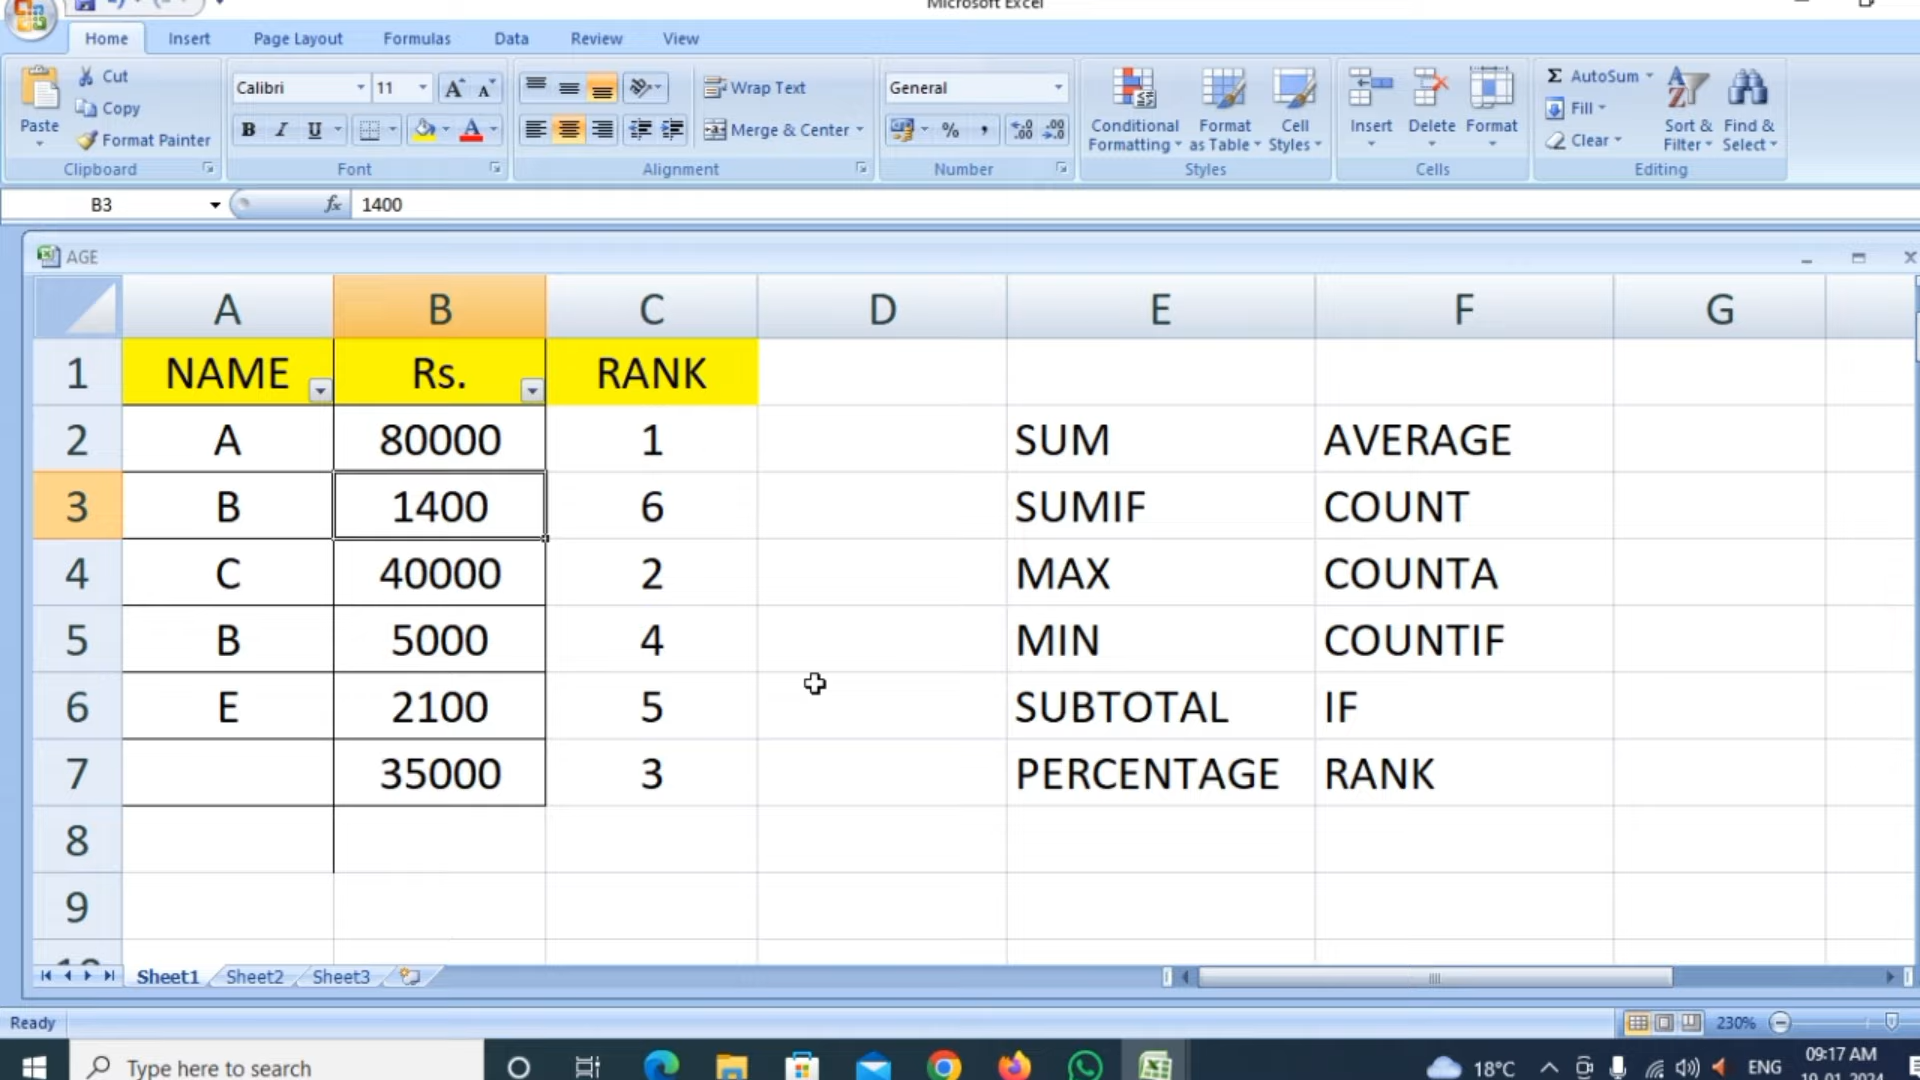 Microsoft Excel
Home Insert Page Layout Formulas Data Review View
Cut
Copy
Format Painter
Paste
Clipboard
Calibri 11
B I U
Font
Wrap Text
Merge & Center
Alignment
General
% ,
Number
Conditional Formatting
Format as Table
Cell Styles
Styles
Insert Delete Format
Cells
Σ AutoSum
Fill
Clear
Sort & Filter
Find & Select
Editing
B3 fx 1400
AGE
A B C D E F G
1 NAME Rs. RANK
2 A 80000 1 SUM AVERAGE
3 B 1400 6 SUMIF COUNT
4 C 40000 2 MAX COUNTA
5 B 5000 4 MIN COUNTIF
6 E 2100 5 SUBTOTAL IF
7 35000 3 PERCENTAGE RANK
8
9
Sheet1 Sheet2 Sheet3
Ready 230%
Type here to search 18°C ENG 09:17 AM
19-01-2024